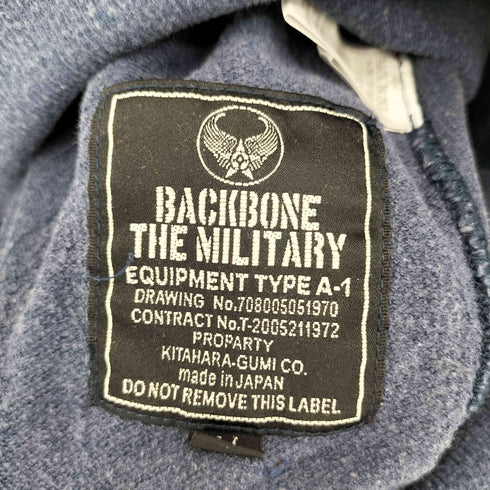 BACKBONE
THE MILITARY
EQUIPMENT TYPE A-1
DRAWING No.708005051970
CONTRACT No.T-2005211972
PROPARTY
KITAHARA-GUMI CO.
made in JAPAN
DO NOT REMOVE THIS LABEL